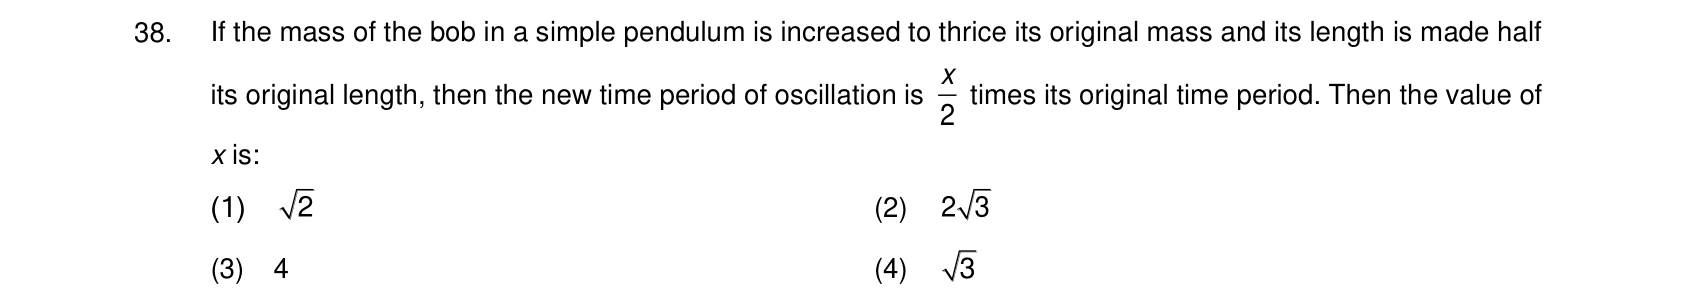 38. If the mass of the bob in a simple pendulum is increased to thrice its original mass and its length is made half
its original length, then the new time period of oscillation is x/2 times its original time period. Then the value of
x is:
(1) √2 (2) 2√3
(3) 4 (4) √3